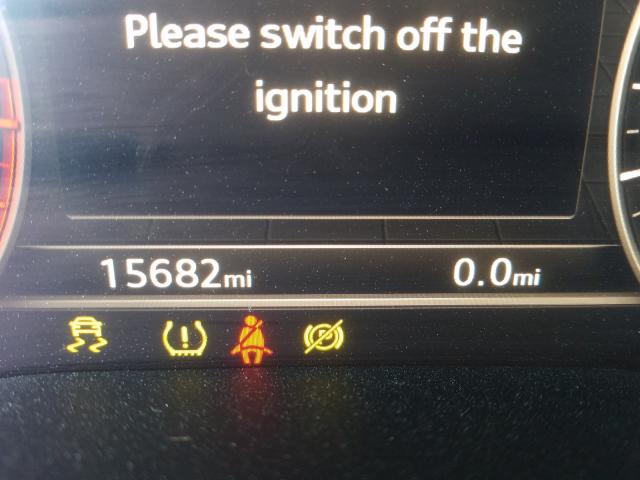 Please switch off the
ignition
15682mi 0.0mi